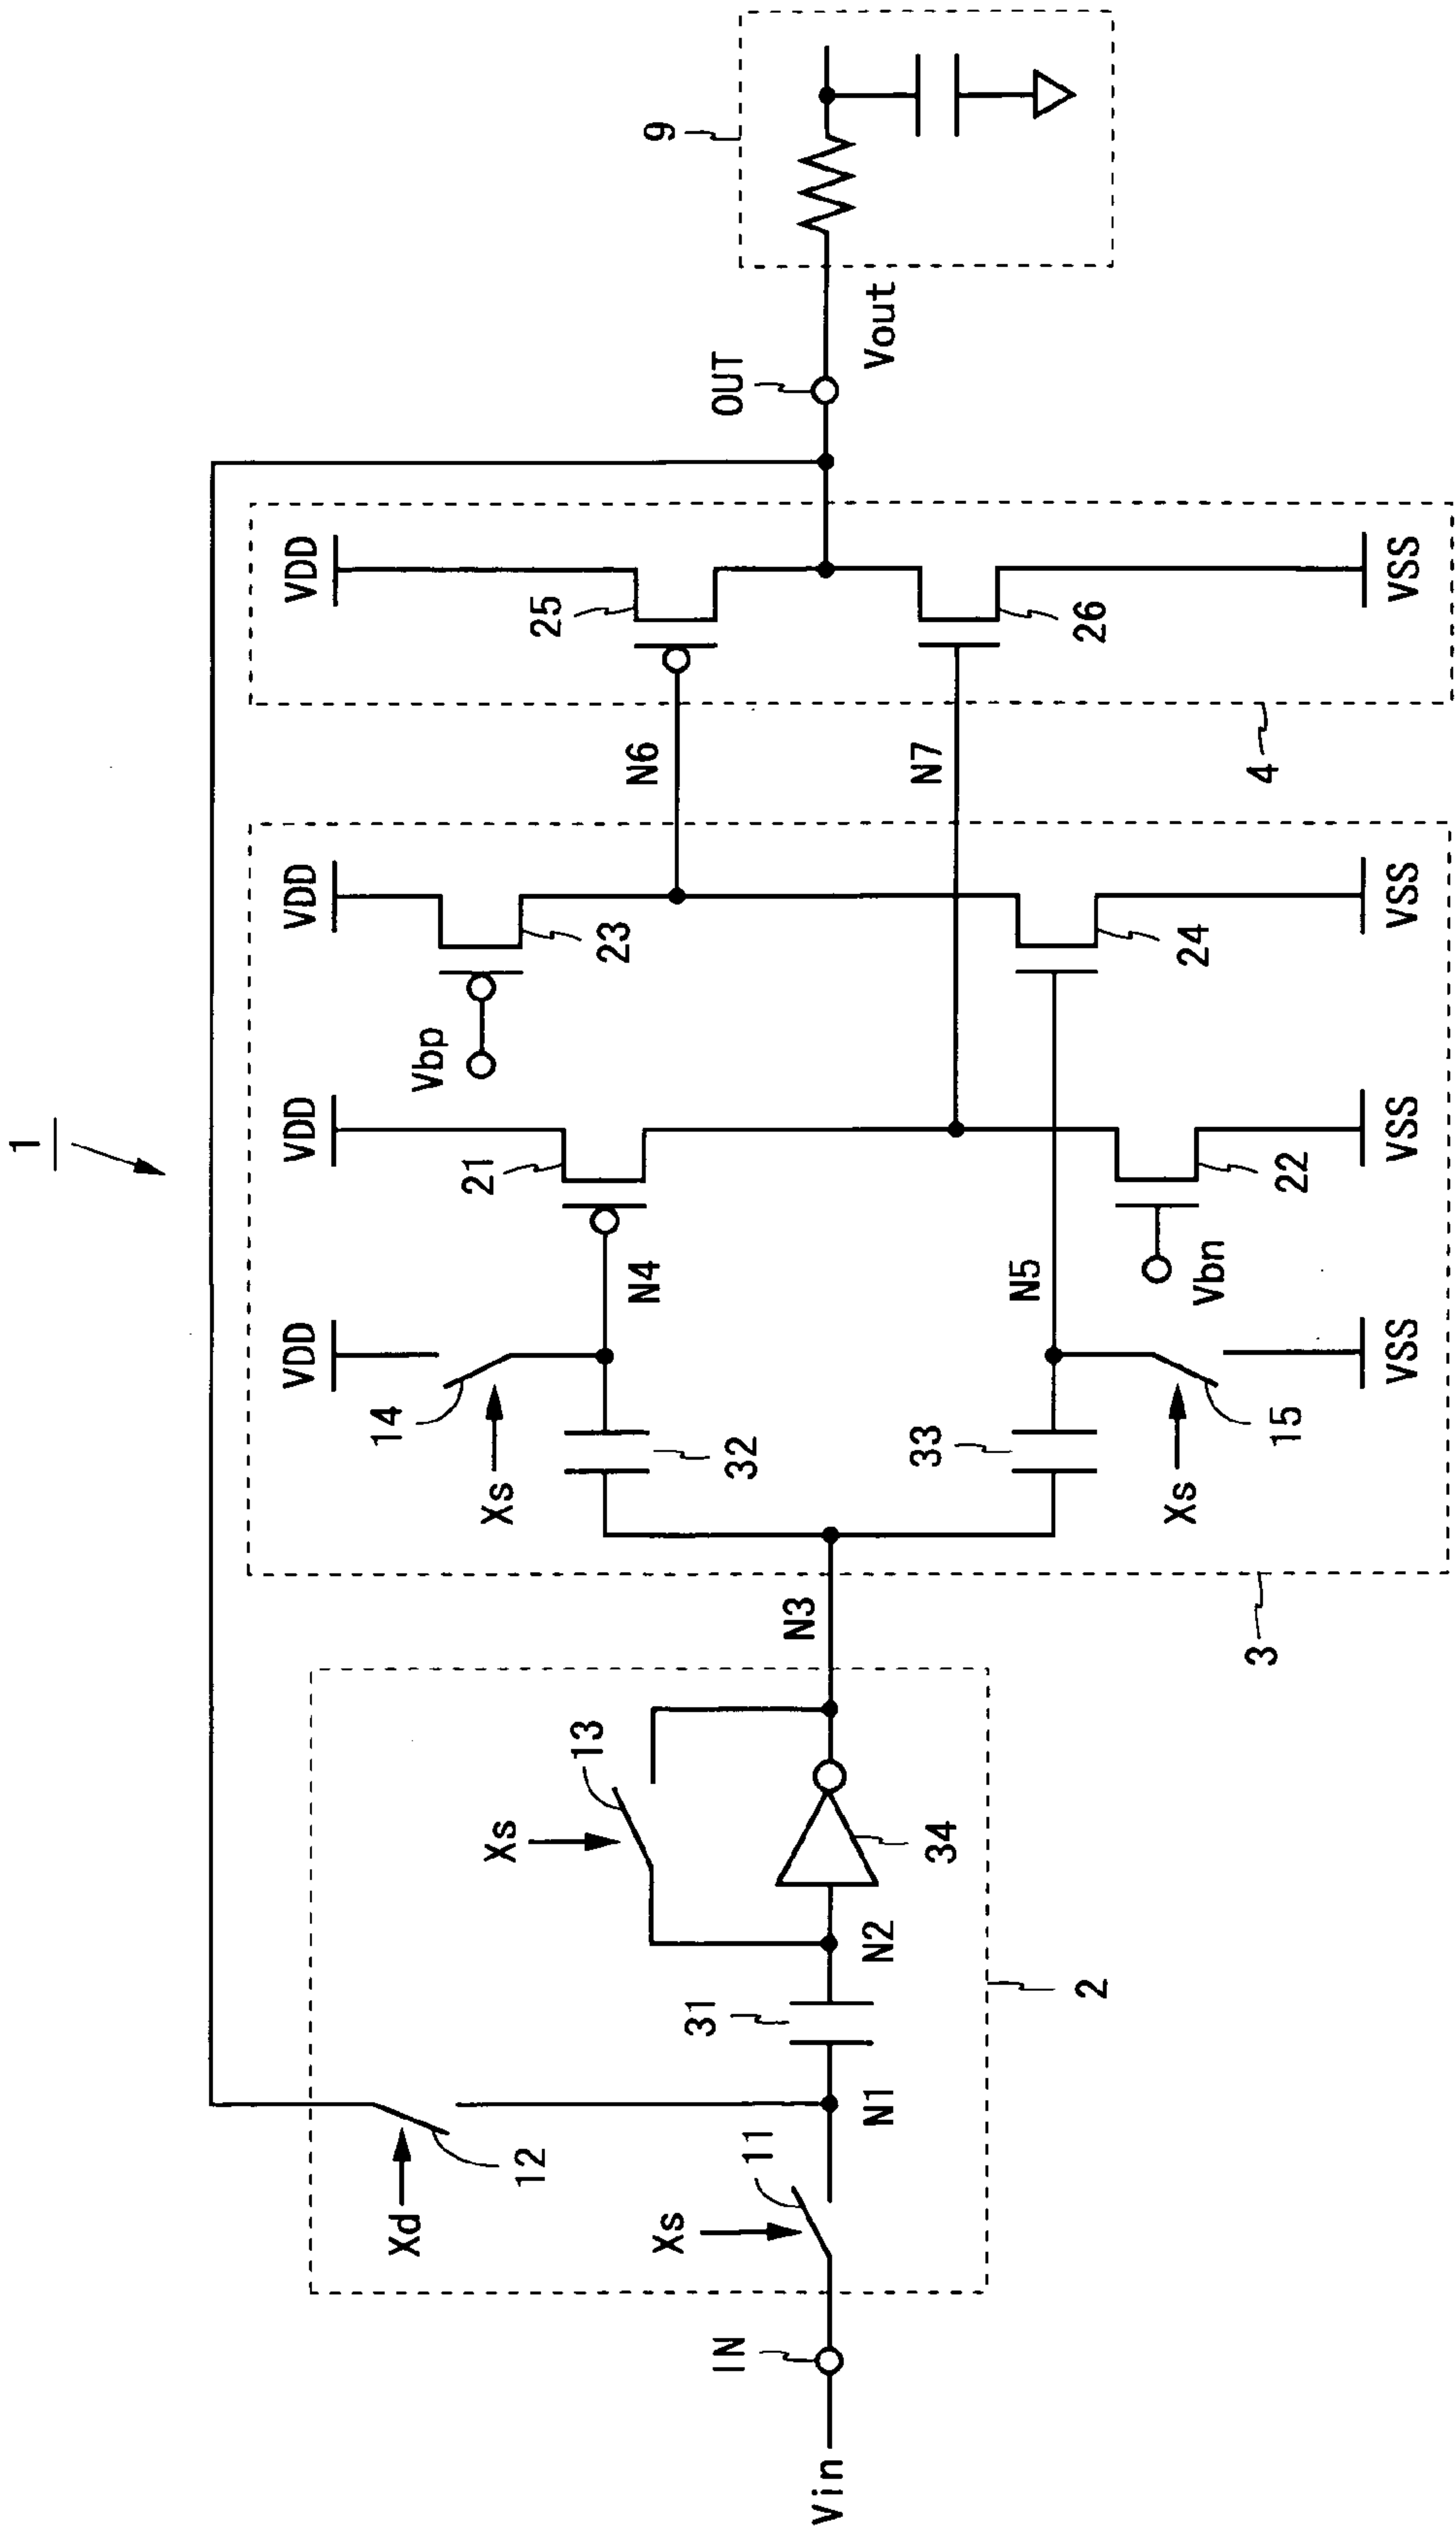 1
VDD
VDD
VDD
VDD
14
Xs
21
Vbp
23
25
OUT
9
N4
32
N6
Vout
Xd
12
Xs
13
N3
33
N5
N7
IN
Xs
11
N1
31
N2
34
Vbn
22
24
26
Xs
15
Vin
2
VSS
VSS
VSS
VSS
3
4